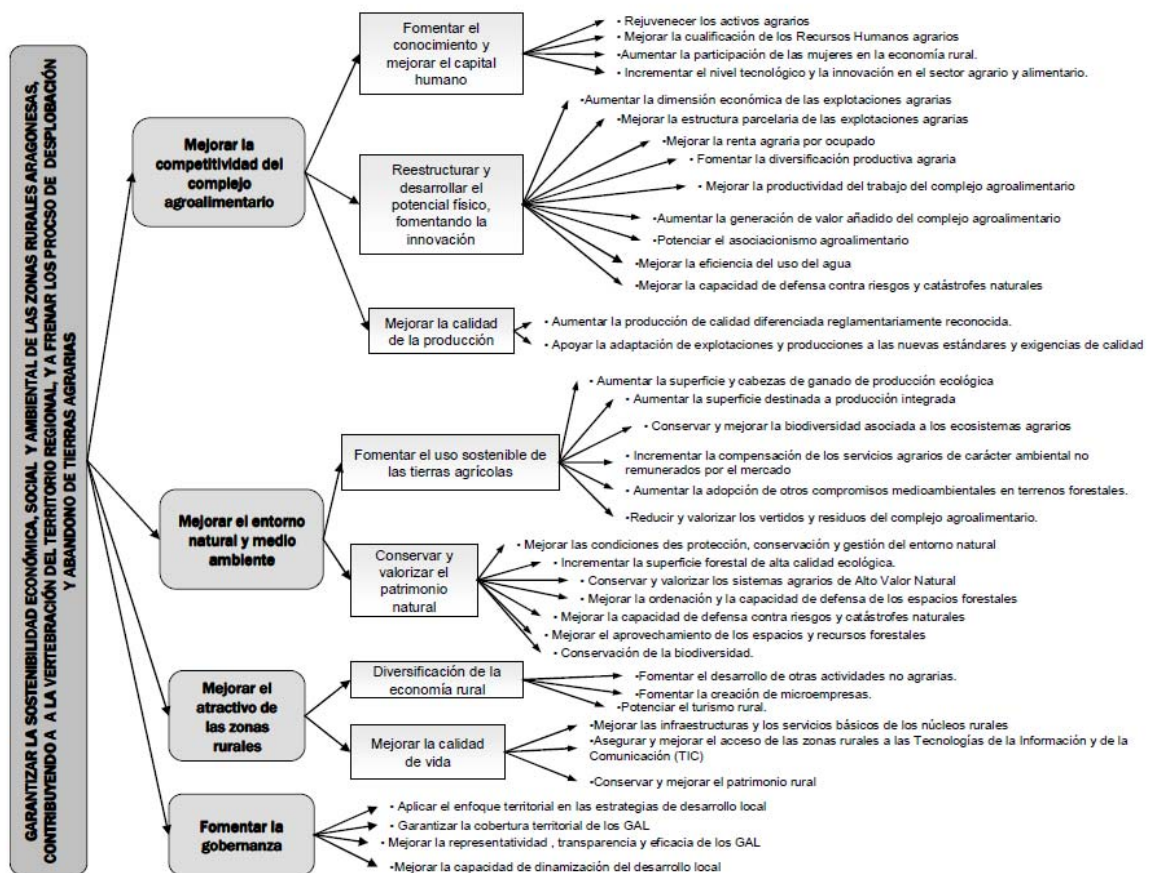 GARANTIZAR LA SOSTENIBILIDAD ECONÓMICA, SOCIAL Y AMBIENTAL DE LAS ZONAS RURALES ARAGONESAS,
CONTRIBUYENDO A LA VERTEBRACIÓN DEL TERRITORIO REGIONAL, Y A FRENAR LOS PROCSO DE DESPLOBACIÓN
Y ABANDONO DE TIERRAS AGRARIAS
Mejorar la
competitividad del
complejo
agroalimentario
Fomentar el
conocimiento y
mejorar el capital
humano
• Rejuvenecer los activos agrarios
• Mejorar la cualificación de los Recursos Humanos agrarios
•Aumentar la participación de las mujeres en la economía rural.
• Incrementar el nivel tecnológico y la innovación en el sector agrario y alimentario.
Reestructurar y
desarrollar el
potencial físico,
fomentando la
innovación
•Aumentar la dimensión económica de las explotaciones agrarias
•Mejorar la estructura parcelaria de las explotaciones agrarias
•Mejorar la renta agraria por ocupado
• Fomentar la diversificación productiva agraria
• Mejorar la productividad del trabajo del complejo agroalimentario
•Aumentar la generación de valor añadido del complejo agroalimentario
•Potenciar el asociacionismo agroalimentario
•Mejorar la eficiencia del uso del agua
•Mejorar la capacidad de defensa contra riesgos y catástrofes naturales
Mejorar la calidad
de la producción
• Aumentar la producción de calidad diferenciada reglamentariamente reconocida.
• Apoyar la adaptación de explotaciones y producciones a las nuevas estándares y exigencias de calidad
Mejorar el entorno
natural y medio
ambiente
Fomentar el uso sostenible de
las tierras agrícolas
• Aumentar la superficie y cabezas de ganado de producción ecológica
• Aumentar la superficie destinada a producción integrada
• Conservar y mejorar la biodiversidad asociada a los ecosistemas agrarios
• Incrementar la compensación de los servicios agrarios de carácter ambiental no
remunerados por el mercado
• Aumentar la adopción de otros compromisos medioambientales en terrenos forestales.
•Reducir y valorizar los vertidos y residuos del complejo agroalimentario.
Conservar y
valorizar el
patrimonio
natural
• Mejorar las condiciones des protección, conservación y gestión del entorno natural
• Incrementar la superficie forestal de alta calidad ecológica.
• Conservar y valorizar los sistemas agrarios de Alto Valor Natural
• Mejorar la ordenación y la capacidad de defensa de los espacios forestales
• Mejorar la capacidad de defensa contra riesgos y catástrofes naturales
• Mejorar el aprovechamiento de los espacios y recursos forestales
• Conservación de la biodiversidad.
Mejorar el
atractivo de
las zonas
rurales
Diversificación de la
economía rural
•Fomentar el desarrollo de otras actividades no agrarias.
•Fomentar la creación de microempresas.
•Potenciar el turismo rural.
Mejorar la calidad
de vida
•Mejorar las infraestructuras y los servicios básicos de los núcleos rurales
•Asegurar y mejorar el acceso de las zonas rurales a las Tecnologías de la Información y de la
Comunicación (TIC)
•Conservar y mejorar el patrimonio rural
Fomentar la
gobernanza
• Aplicar el enfoque territorial en las estrategias de desarrollo local
• Garantizar la cobertura territorial de los GAL
• Mejorar la representatividad , transparencia y eficacia de los GAL
•Mejorar la capacidad de dinamización del desarrollo local